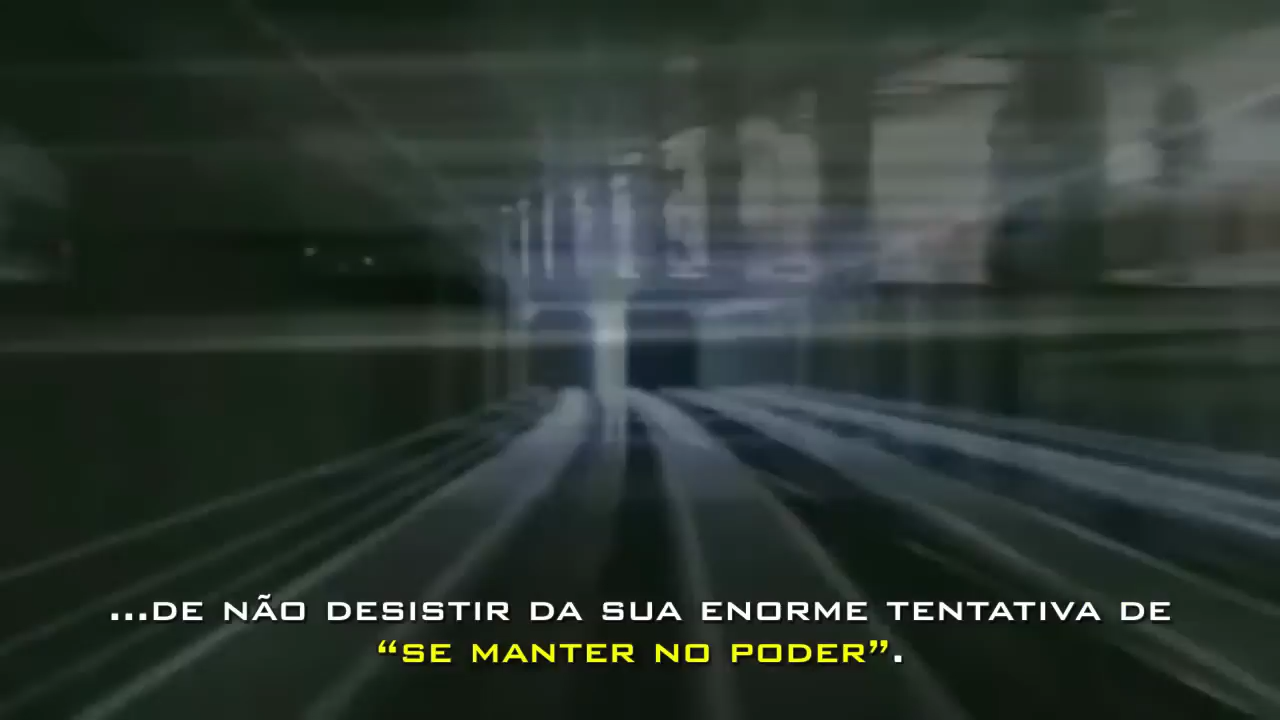 ...DE NÃO DESISTIR DA SUA ENORME TENTATIVA DE
“SE MANTER NO PODER”.